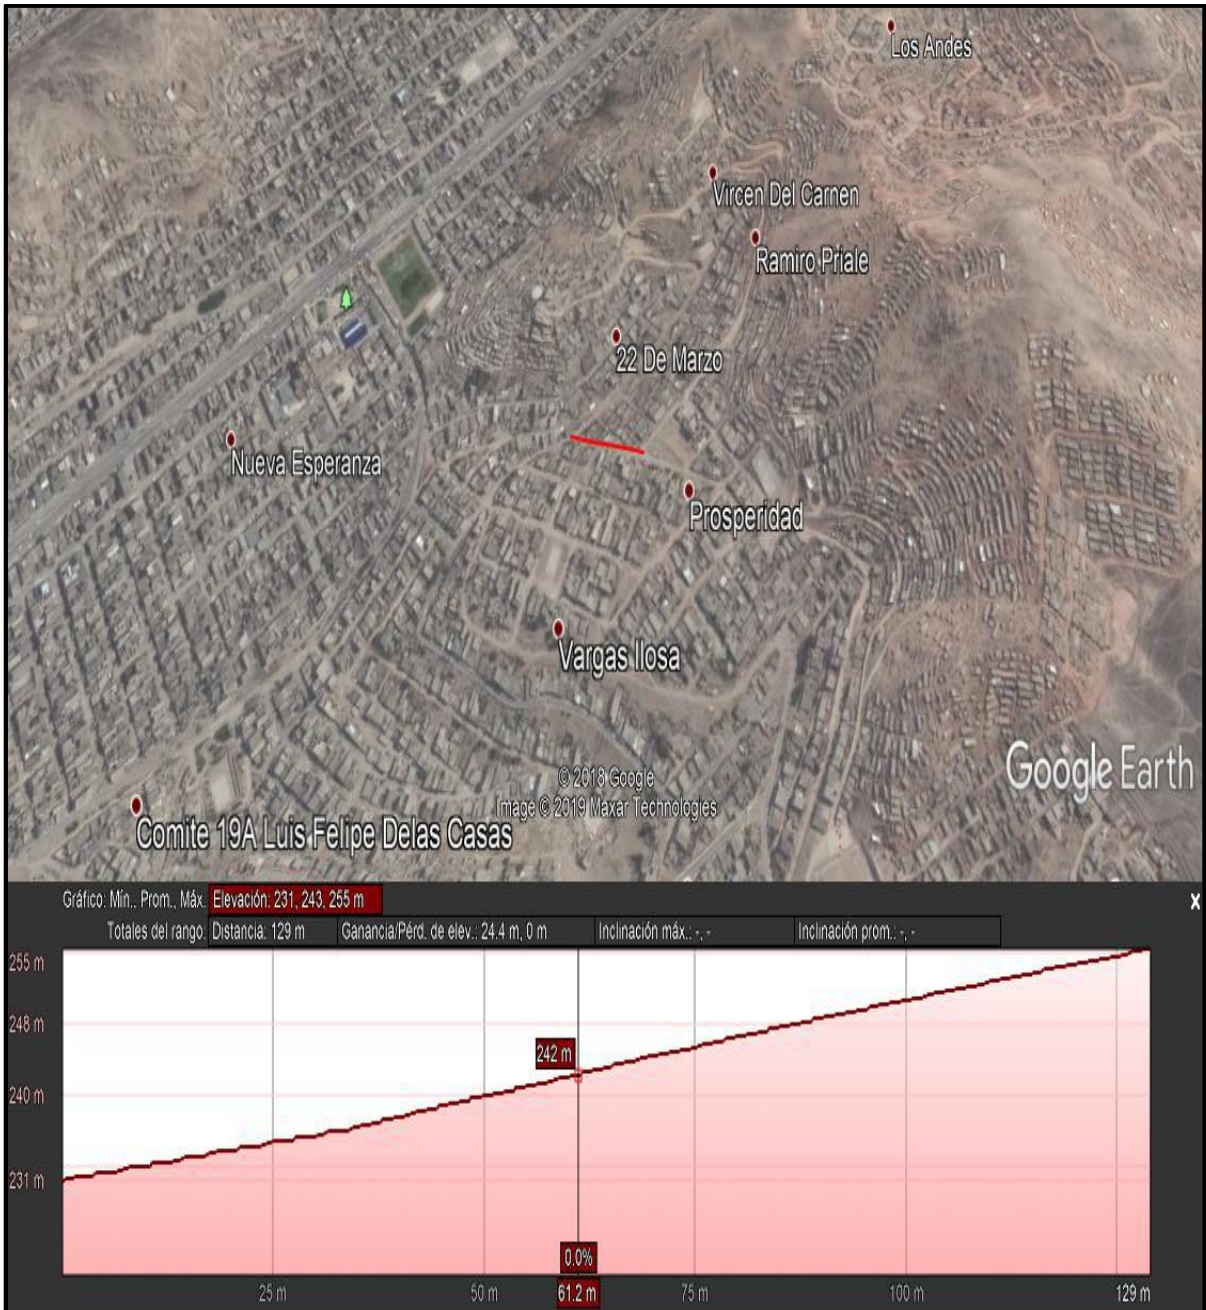 Los Andes
Vircen Del Carnen
Ramiro Priale
22 De Marzo
Nueva Esperanza
Prosperidad
Vargas llosa
Google Earth
© 2018 Google
Image © 2019 Maxar Technologies
Comite 19A Luis Felipe Delas Casas
Gráfico: Mín., Prom., Máx. Elevación: 231, 243, 255 m x
Totales del rango: Distancia: 129 m Ganancia/Pérd. de elev.: 24.4 m, 0 m Inclinación máx.: -, - Inclinación prom.: -, -
255 m
248 m
242 m
240 m
231 m
0.0%
25 m 50 m 61.2 m 75 m 100 m 129 m